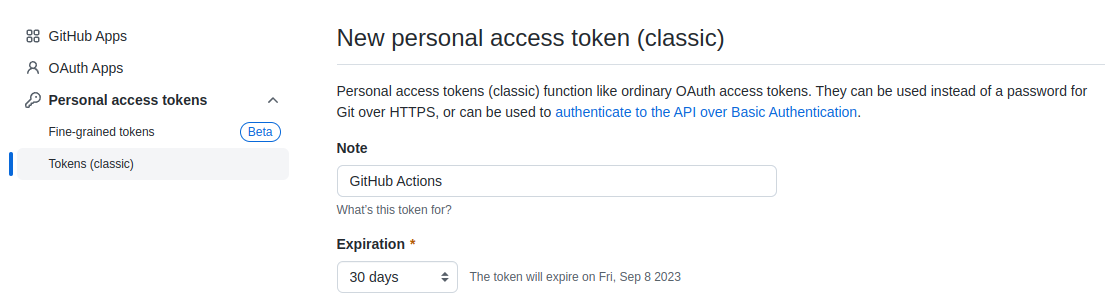 GitHub Apps
OAuth Apps
Personal access tokens
Fine-grained tokens Beta
Tokens (classic)
New personal access token (classic)
Personal access tokens (classic) function like ordinary OAuth access tokens. They can be used instead of a password for
Git over HTTPS, or can be used to authenticate to the API over Basic Authentication.
Note
GitHub Actions
What's this token for?
Expiration *
30 days The token will expire on Fri, Sep 8 2023